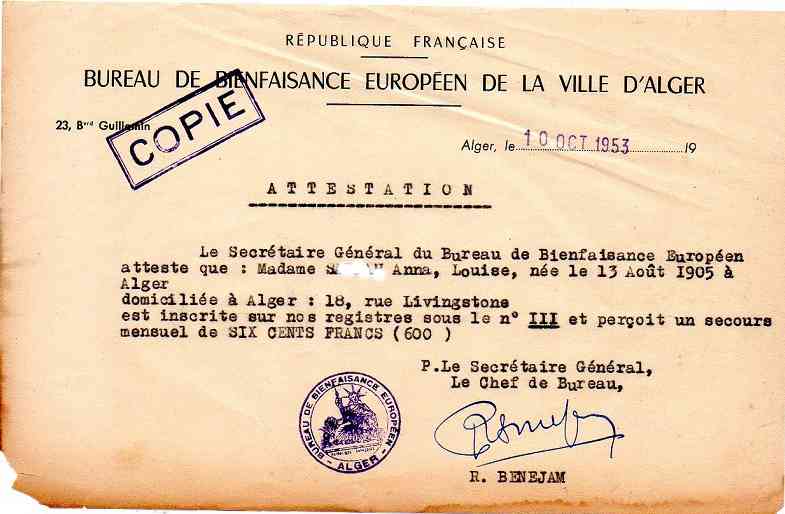 RÉPUBLIQUE FRANÇAISE
BUREAU DE BIENFAISANCE EUROPÉEN DE LA VILLE D'ALGER
23, Bᵛᵈ Guillemin
COPIE
Alger, le 10 OCT 1953 19
ATTESTATION
Le Secrétaire Général du Bureau de Bienfaisance Européen
atteste que : Madame Anna, Louise, née le 13 Août 1905 à
Alger
domiciliée à Alger : 18, rue Livingstone
est inscrite sur nos registres sous le n° III et perçoit un secours
mensuel de SIX CENTS FRANCS (600 )
P.Le Secrétaire Général,
Le Chef de Bureau,
BUREAU DE BIENFAISANCE EUROPÉEN
- ALGER -
R. BENEJAM